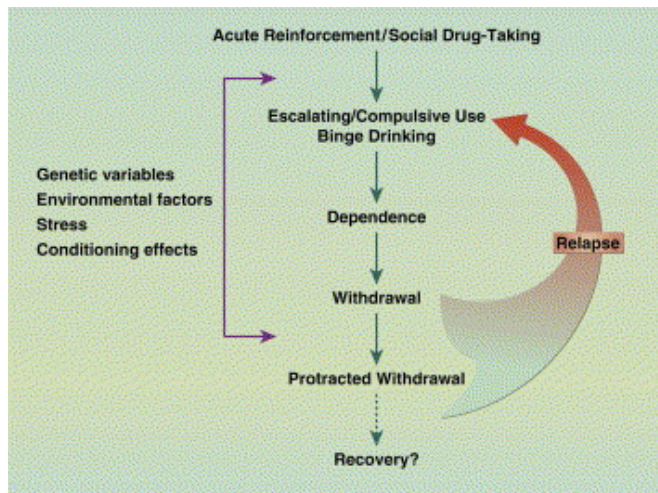 Acute Reinforcement/Social Drug-Taking
Escalating/Compulsive Use
Binge Drinking
Genetic variables
Environmental factors
Stress
Conditioning effects
Dependence
Relapse
Withdrawal
Protracted Withdrawal
Recovery?